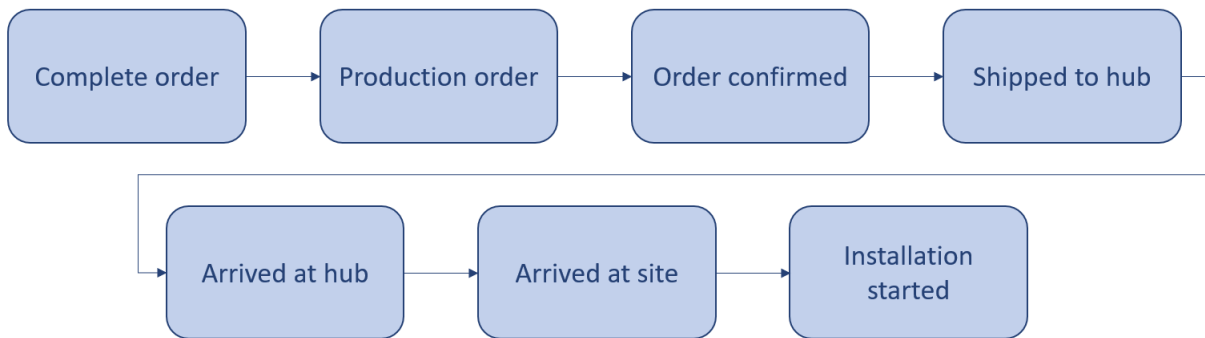 Complete order
Production order
Order confirmed
Shipped to hub
Arrived at hub
Arrived at site
Installation
started